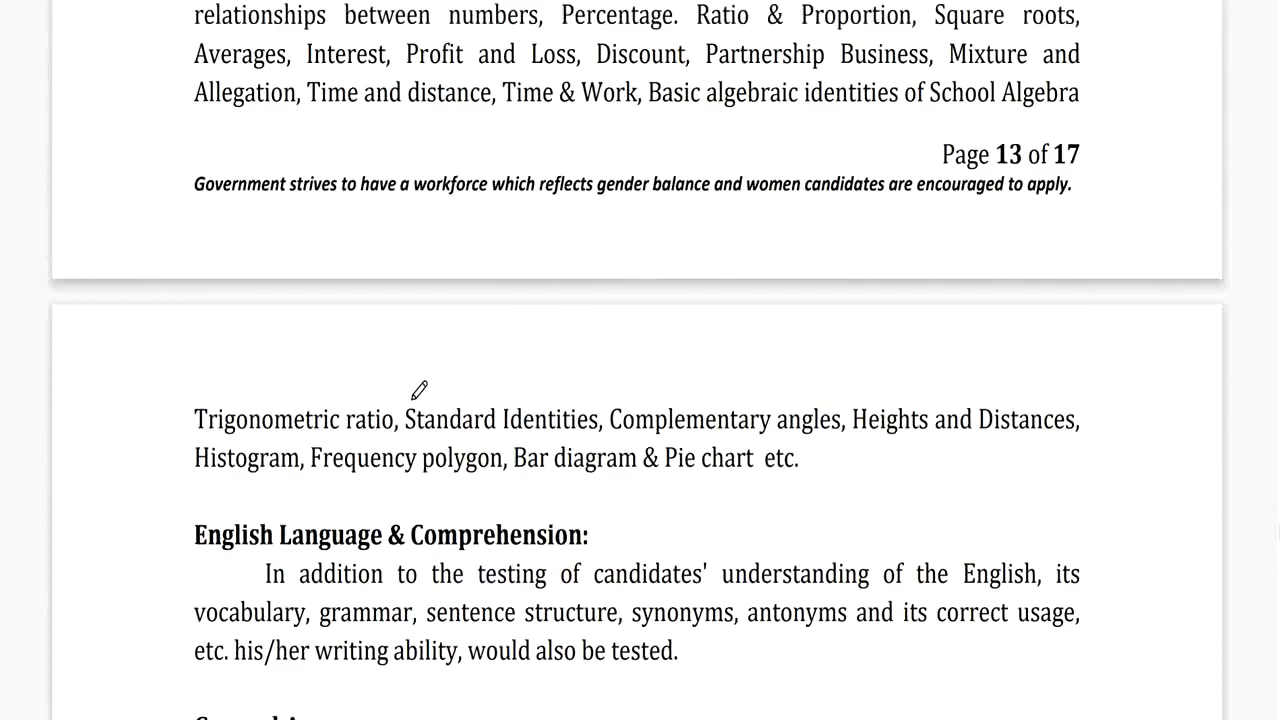 relationships between numbers, Percentage. Ratio & Proportion, Square roots,
Averages, Interest, Profit and Loss, Discount, Partnership Business, Mixture and
Allegation, Time and distance, Time & Work, Basic algebraic identities of School Algebra
Page 13 of 17
Government strives to have a workforce which reflects gender balance and women candidates are encouraged to apply.
Trigonometric ratio, Standard Identities, Complementary angles, Heights and Distances,
Histogram, Frequency polygon, Bar diagram & Pie chart etc.
English Language & Comprehension:
In addition to the testing of candidates' understanding of the English, its
vocabulary, grammar, sentence structure, synonyms, antonyms and its correct usage,
etc. his/her writing ability, would also be tested.